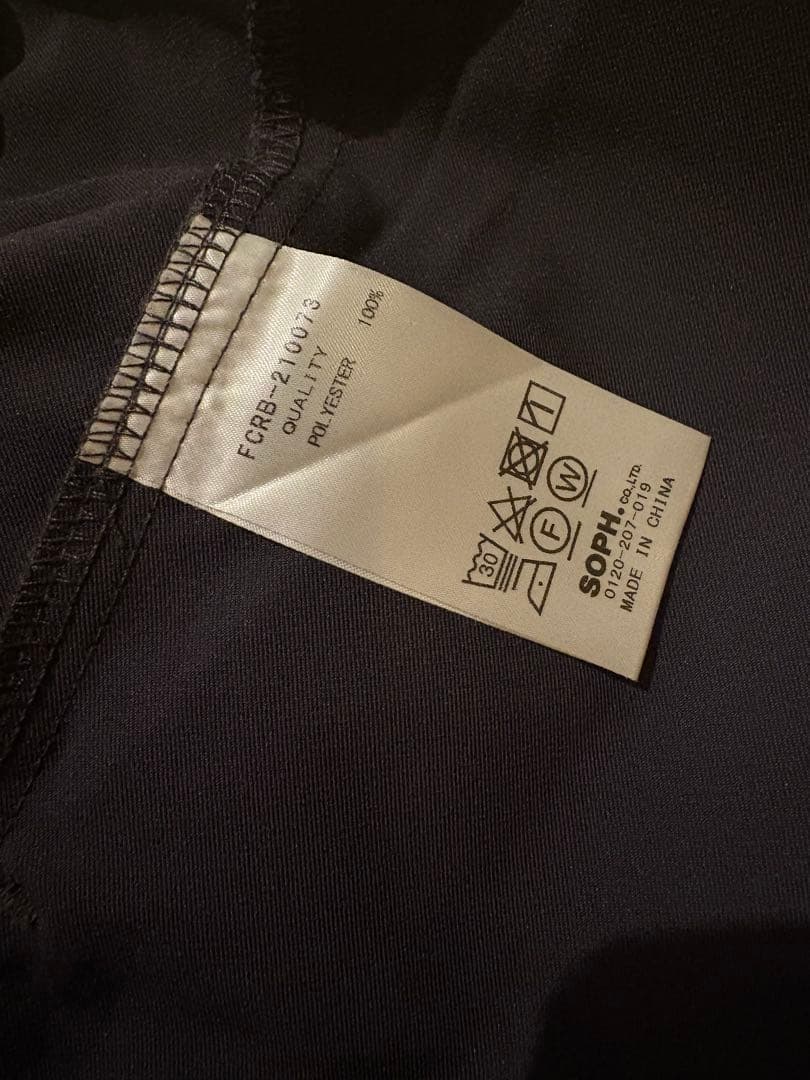 FCRB-210073
QUALITY
POLYESTER 100%
30
F W
SOPH. CO.,LTD.
0120-207-019
MADE IN CHINA